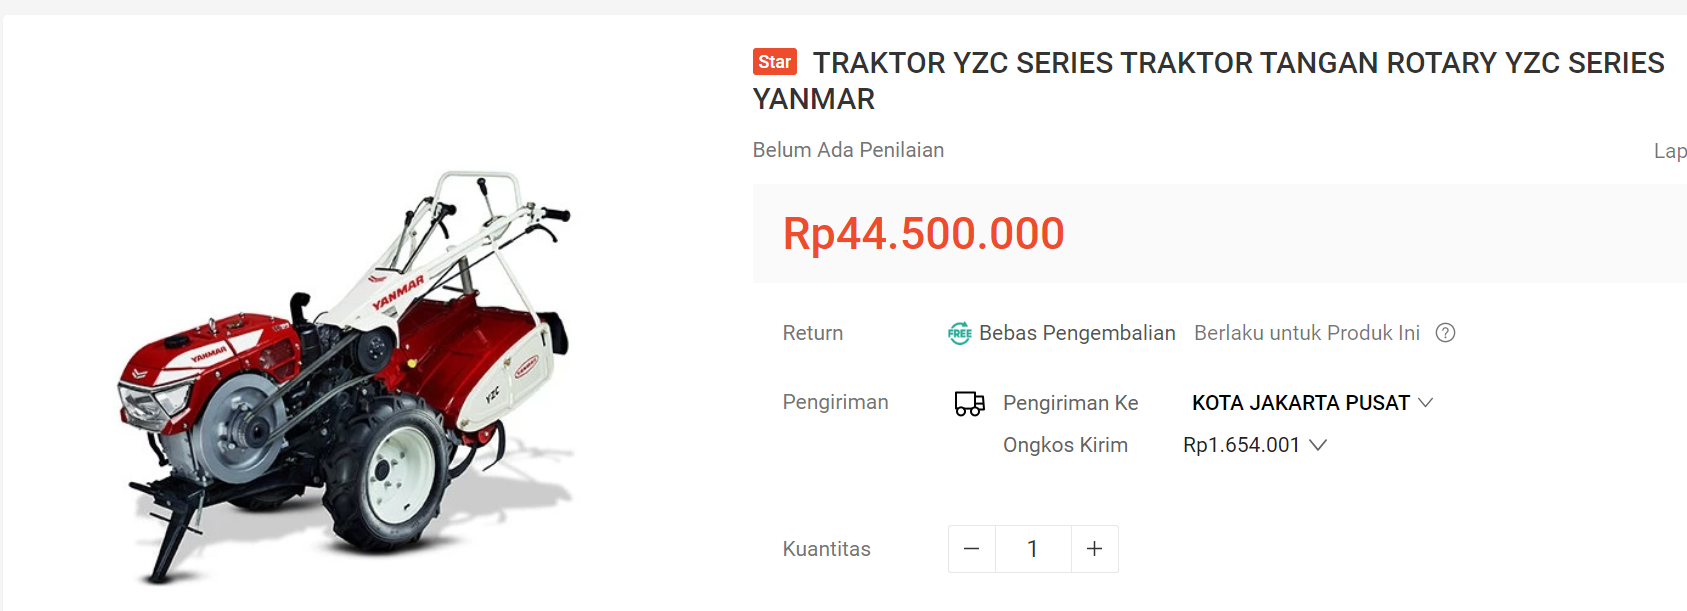 Star TRAKTOR YZC SERIES TRAKTOR TANGAN ROTARY YZC SERIES
YANMAR
Belum Ada Penilaian
Lap
Rp44.500.000
Return FREE Bebas Pengembalian Berlaku untuk Produk Ini ?
Pengiriman Pengiriman Ke KOTA JAKARTA PUSAT
Ongkos Kirim Rp1.654.001
Kuantitas − 1 +
YANMAR
YANMAR
YANMAR
YZC